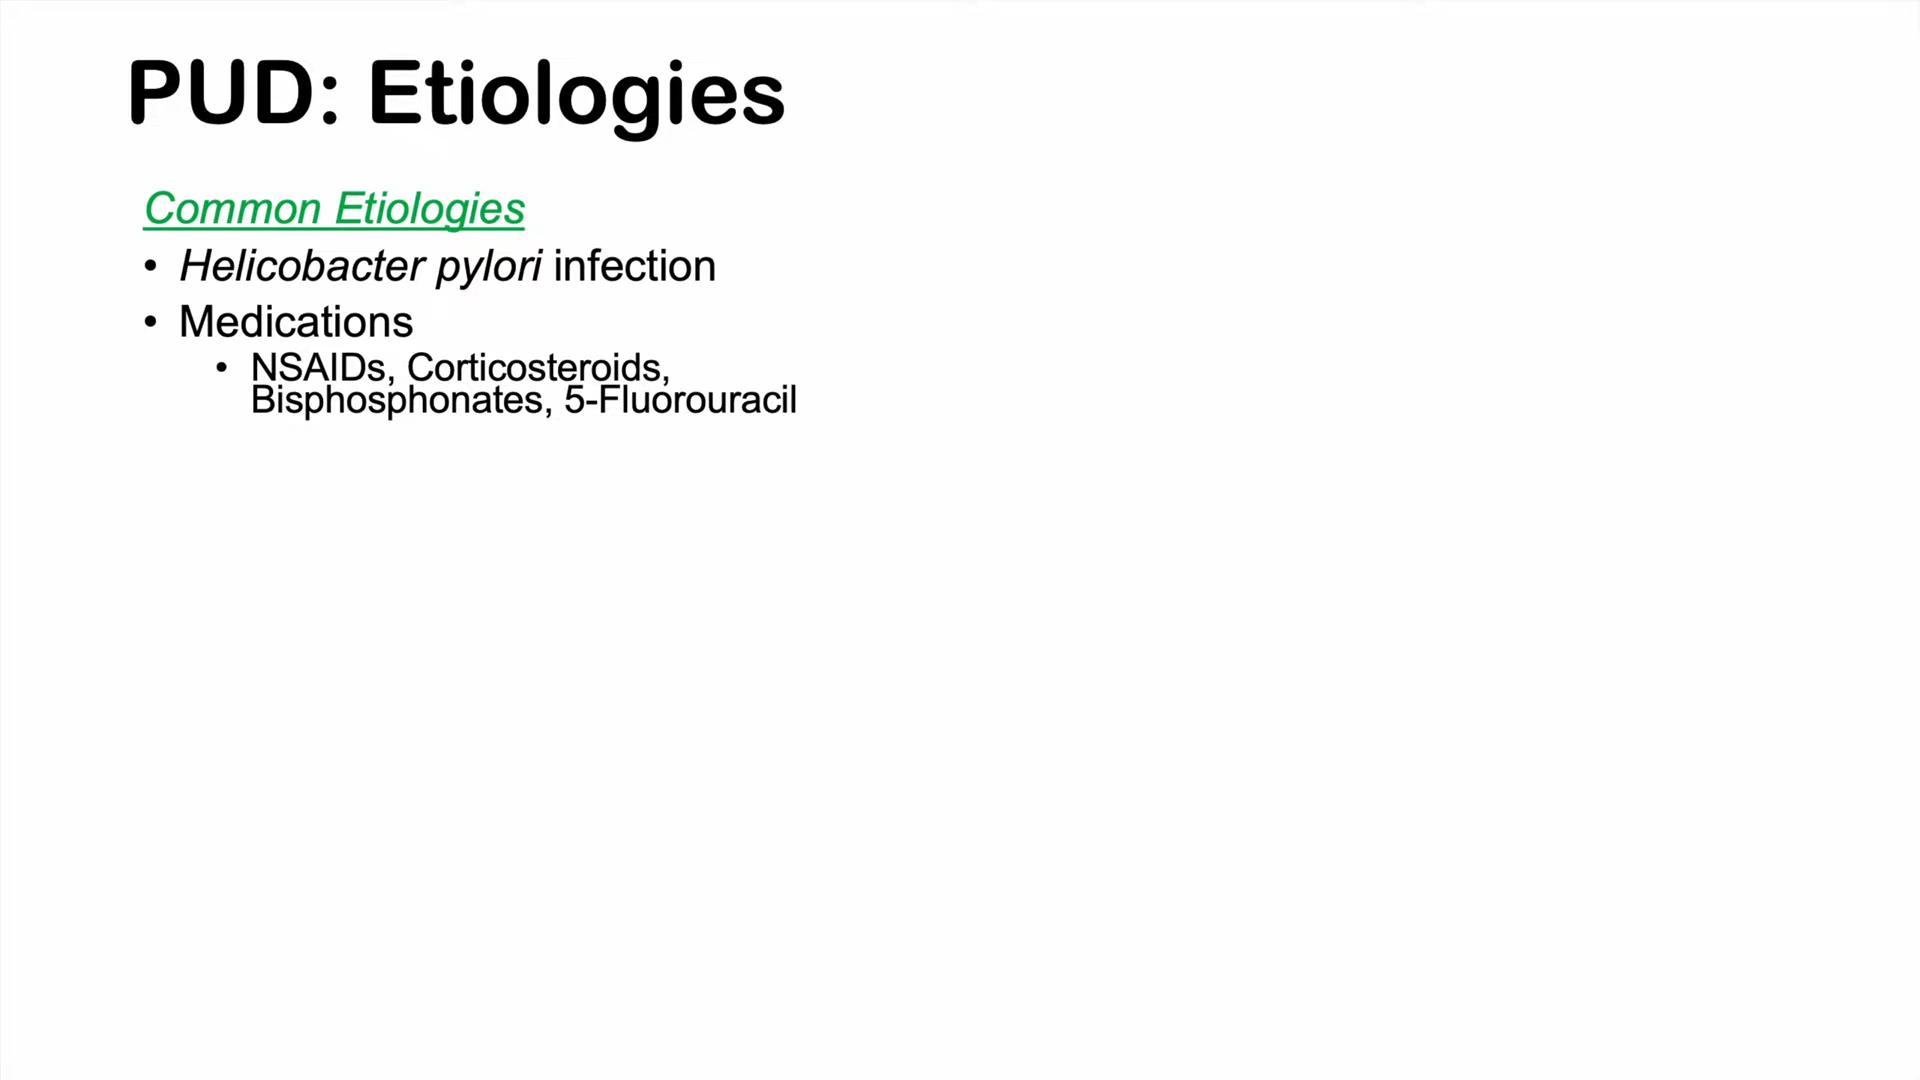 PUD: Etiologies
Common Etiologies
• Helicobacter pylori infection
• Medications
• NSAIDs, Corticosteroids,
Bisphosphonates, 5-Fluorouracil